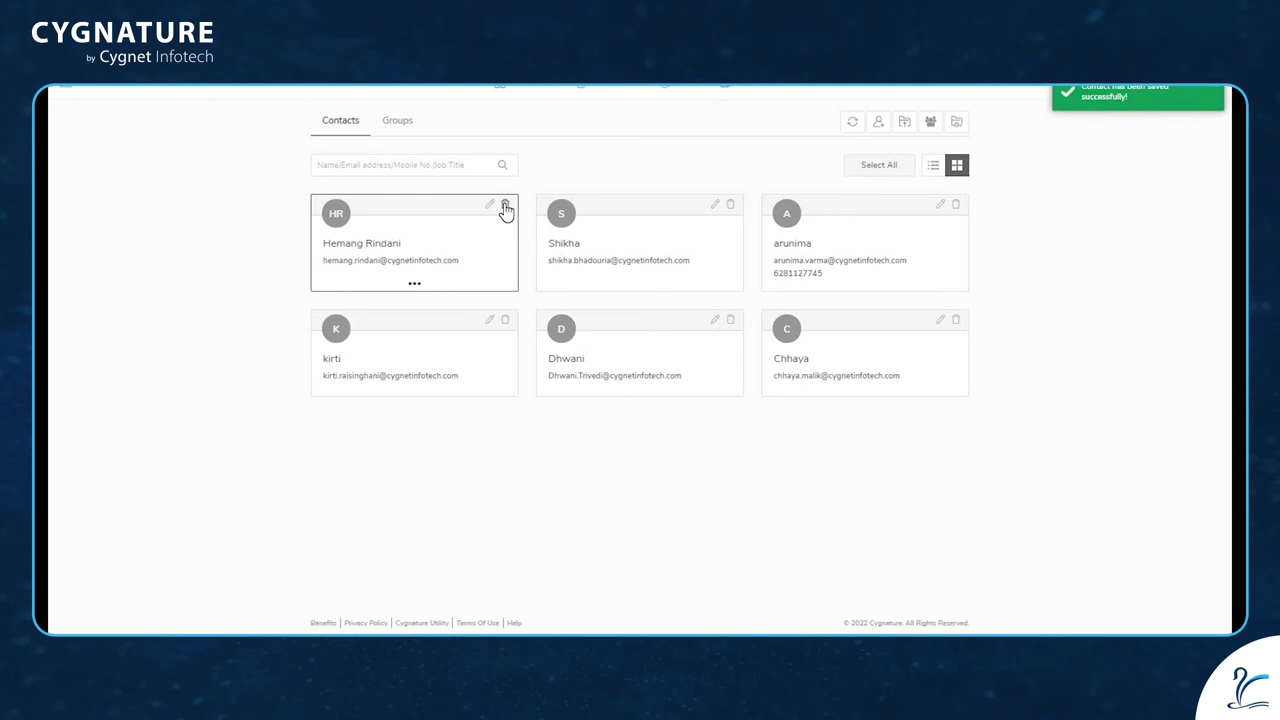 CYGNATURE
by Cygnet Infotech
Contact has been saved
successfully!
Contacts
Groups
Name/Email address/Mobile No./Job Title
Select All
HR
Hemang Rindani
hemang.rindani@cygnetinfotech.com
S
Shikha
shikha.bhadouria@cygnetinfotech.com
A
arunima
arunima.varma@cygnetinfotech.com
6281127745
K
kirti
kirti.raisinghani@cygnetinfotech.com
D
Dhwani
Dhwani.Trivedi@cygnetinfotech.com
C
Chhaya
chhaya.malik@cygnetinfotech.com
Benefits | Privacy Policy | Cygnature Utility | Terms Of Use | Help
© 2022 Cygnature. All Rights Reserved.